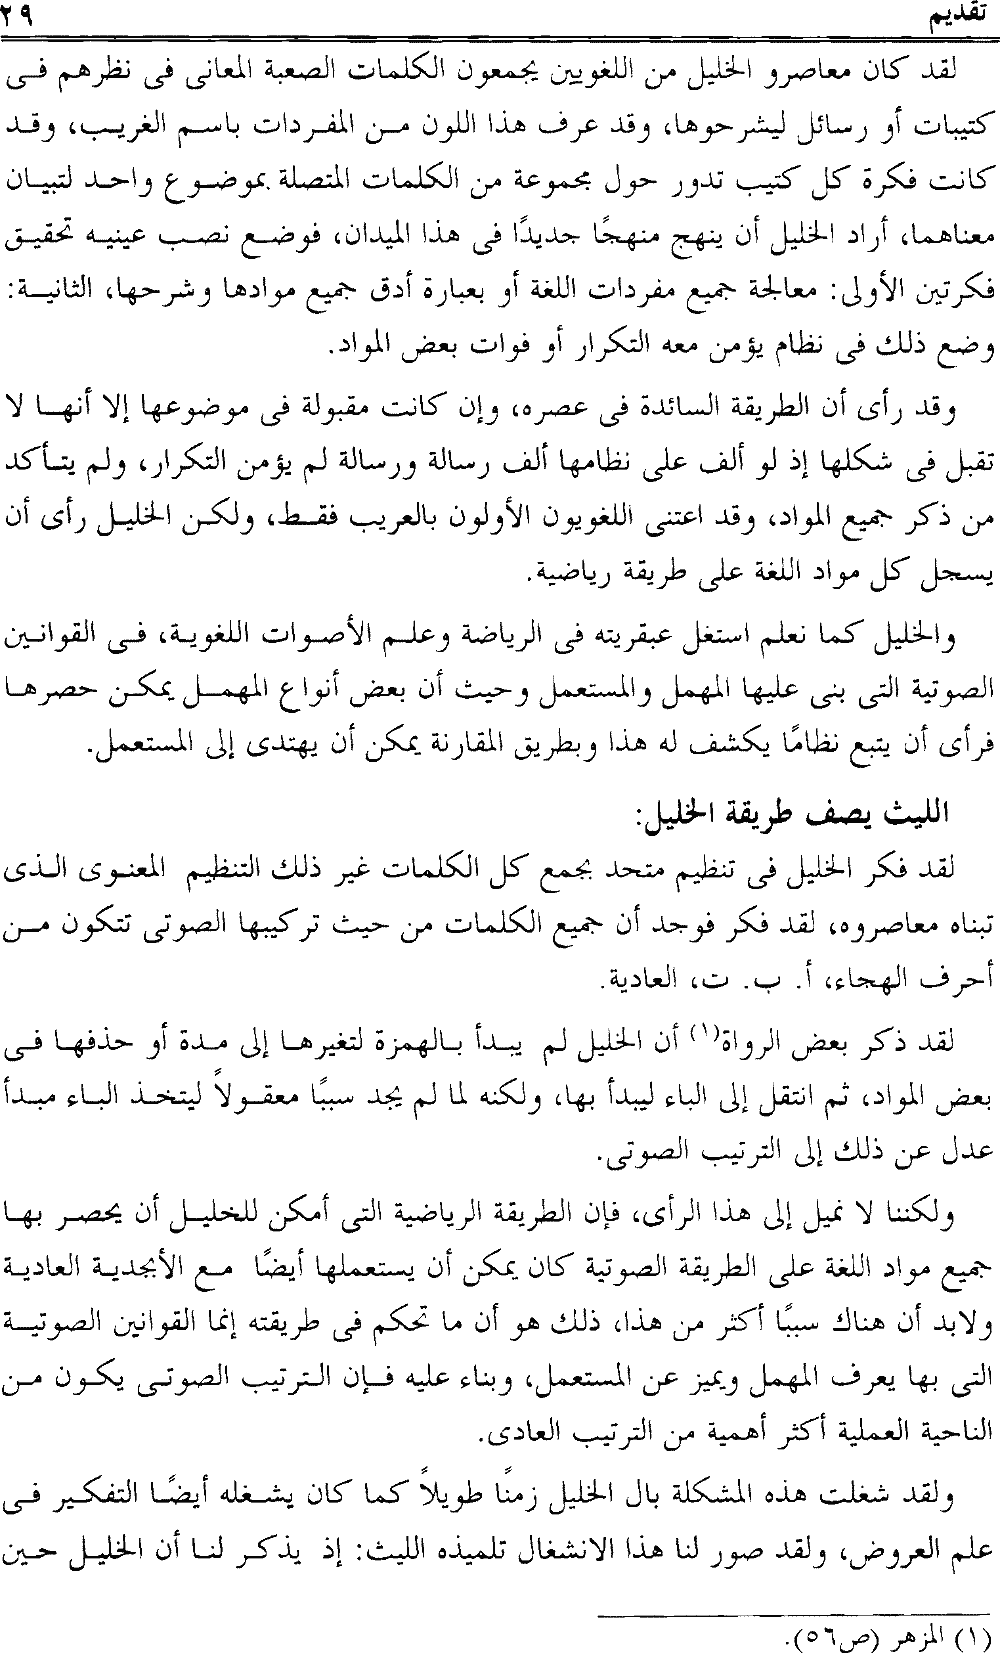 تقديم ٢٩
لقد كان معاصرو الخليل من اللغويين يجمعون الكلمات الصعبة المعانى فى نظرهم فى
كتيبات أو رسائل ليشرحوها، وقد عرف هذا اللون من المفردات باسم الغريب، وقد
كانت فكرة كل كتيب تدور حول مجموعة من الكلمات المتصلة بموضوع واحد لتبيان
معناهما، أراد الخليل أن ينهج منهجًا جديدًا فى هذا الميدان، فوضع نصب عينيه تحقيق
فكرتين الأولى: معالجة جميع مفردات اللغة أو بعبارة أدق جميع موادها وشرحها، الثانية:
وضع ذلك فى نظام يؤمن معه التكرار أو فوات بعض المواد.
وقد رأى أن الطريقة السائدة فى عصره، وإن كانت مقبولة فى موضوعها إلا أنها لا
تقبل فى شكلها إذ لو ألف على نظامها ألف رسالة ورسالة لم يؤمن التكرار، ولم يتأكد
من ذكر جميع المواد، وقد اعتنى اللغويون الأولون بالعريب فقط، ولكن الخليل رأى أن
يسجل كل مواد اللغة على طريقة رياضية.
والخليل كما نعلم استغل عبقريته فى الرياضة وعلم الأصوات اللغوية، فى القوانين
الصوتية التى بنى عليها المهمل والمستعمل وحيث أن بعض أنواع المهمل يمكن حصرها
فرأى أن يتبع نظامًا يكشف له هذا وبطريق المقارنة يمكن أن يهتدى إلى المستعمل.
الليث يصف طريقة الخليل:
لقد فكر الخليل فى تنظيم متحد يجمع كل الكلمات غير ذلك التنظيم المعنوى الذى
تبناه معاصروه، لقد فكر فوجد أن جميع الكلمات من حيث تركيبها الصوتى تتكون من
أحرف الهجاء، أ. ب. ت، العادية.
لقد ذكر بعض الرواة(١) أن الخليل لم يبدأ بالهمزة لتغيرها إلى مدة أو حذفها فى
بعض المواد، ثم انتقل إلى الباء ليبدأ بها، ولكنه لما لم يجد سببًا معقولاً ليتخذ الباء مبدأ
عدل عن ذلك إلى الترتيب الصوتى.
ولكننا لا نميل إلى هذا الرأى، فإن الطريقة الرياضية التى أمكن للخليل أن يحصر بها
جميع مواد اللغة على الطريقة الصوتية كان يمكن أن يستعملها أيضًا مع الأبجدية العادية
ولابد أن هناك سببًا أكثر من هذا، ذلك هو أن ما تحكم فى طريقته إنما القوانين الصوتية
التى بها يعرف المهمل ويميز عن المستعمل، وبناء عليه فإن الترتيب الصوتى يكون من
الناحية العملية أكثر أهمية من الترتيب العادى.
ولقد شغلت هذه المشكلة بال الخليل زمنًا طويلاً كما كان يشغله أيضًا التفكير فى
علم العروض، ولقد صور لنا هذا الانشغال تلميذه الليث: إذ يذكر لنا أن الخليل حين
(١) المزهر (ص٥٦).